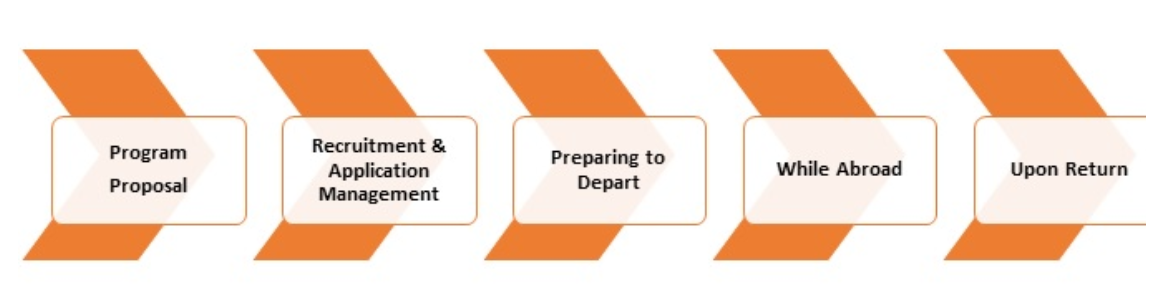 Program
Proposal
Recruitment &
Application
Management
Preparing to
Depart
While Abroad
Upon Return